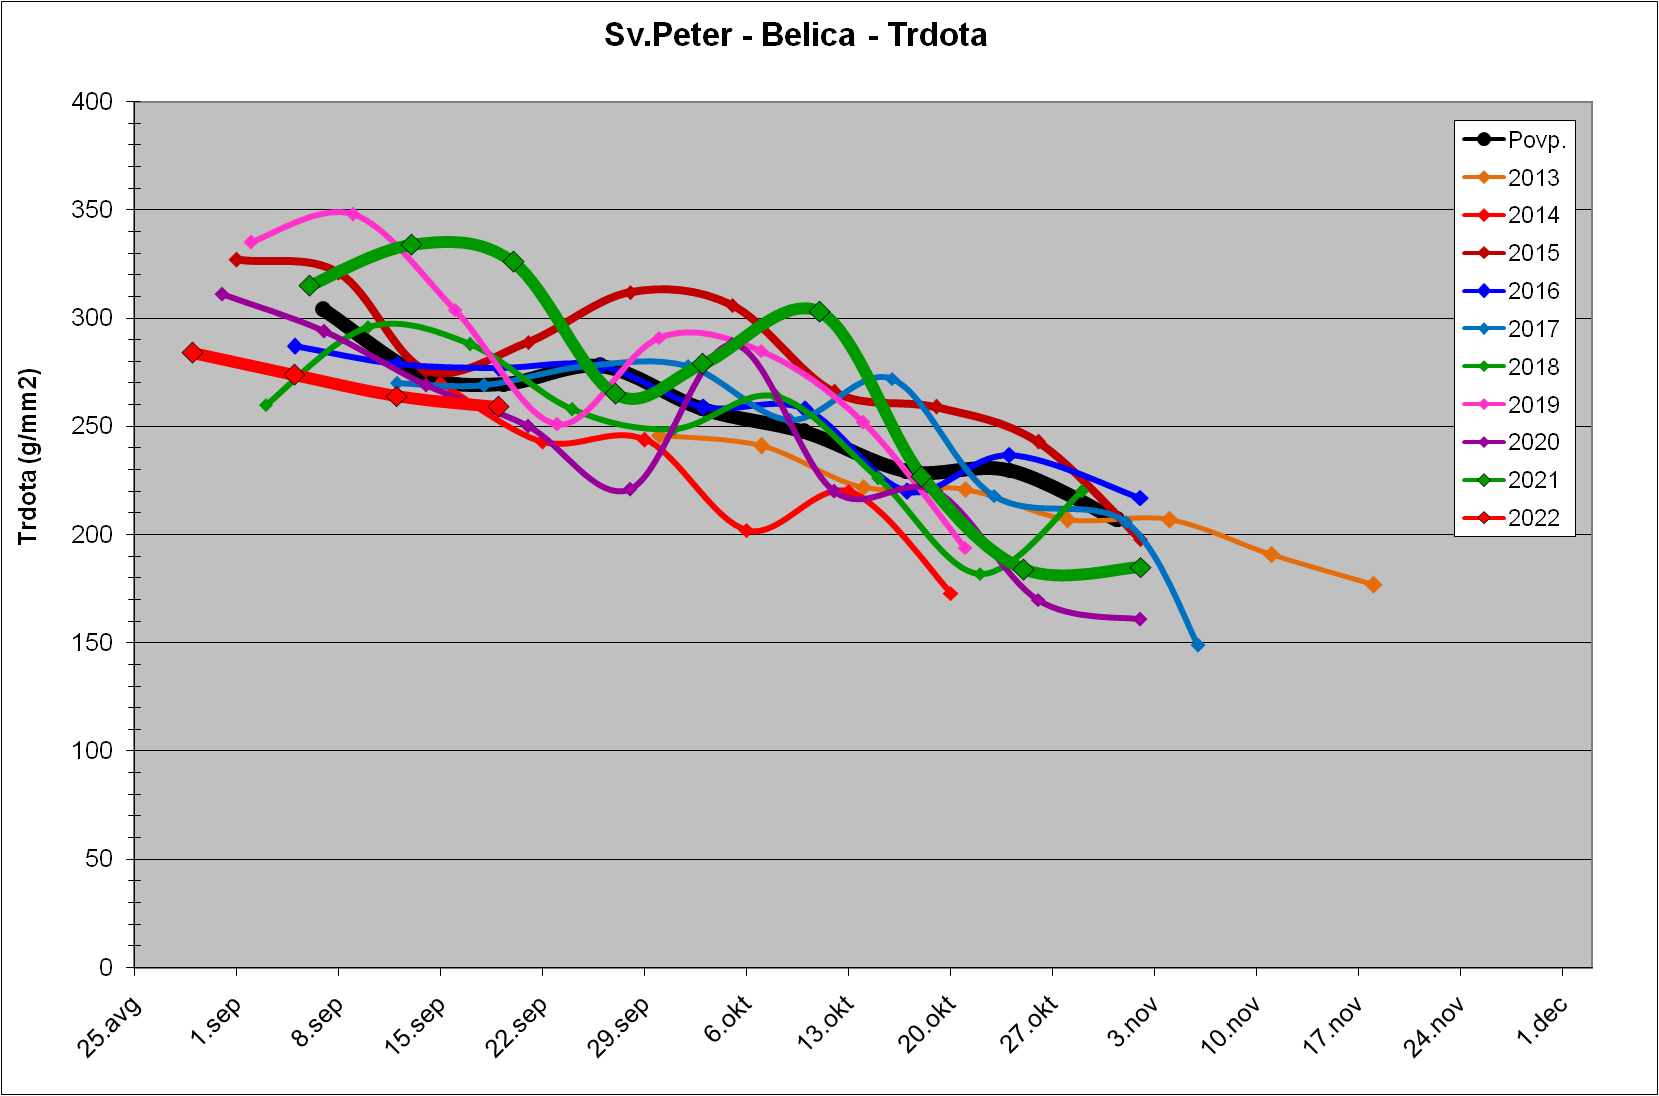 Sv.Peter - Belica - Trdota
Trdota (g/mm2)
400
350
300
250
200
150
100
50
0
25.avg
1.sep
8.sep
15.sep
22.sep
29.sep
6.okt
13.okt
20.okt
27.okt
3.nov
10.nov
17.nov
24.nov
1.dec
Povp.
2013
2014
2015
2016
2017
2018
2019
2020
2021
2022